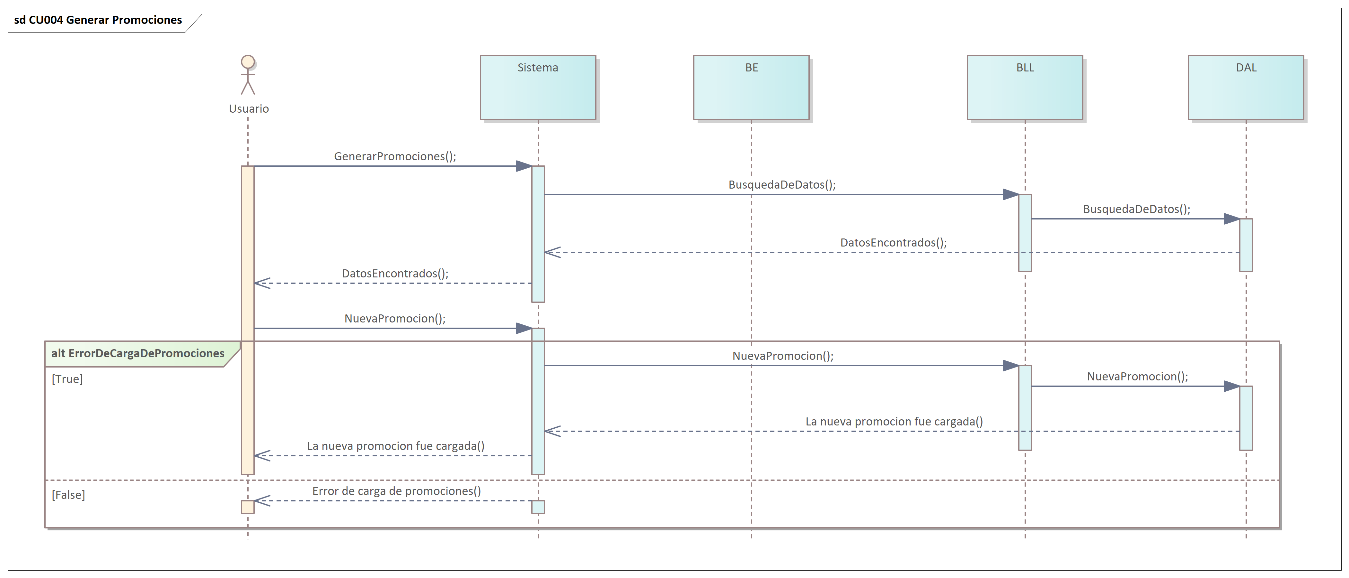 sd CU004 Generar Promociones
Usuario
Sistema
BE
BLL
DAL
GenerarPromociones();
BusquedaDeDatos();
BusquedaDeDatos();
DatosEncontrados();
DatosEncontrados();
NuevaPromocion();
alt ErrorDeCargaDePromociones
[True]
NuevaPromocion();
NuevaPromocion();
La nueva promocion fue cargada()
La nueva promocion fue cargada()
[False]
Error de carga de promociones()